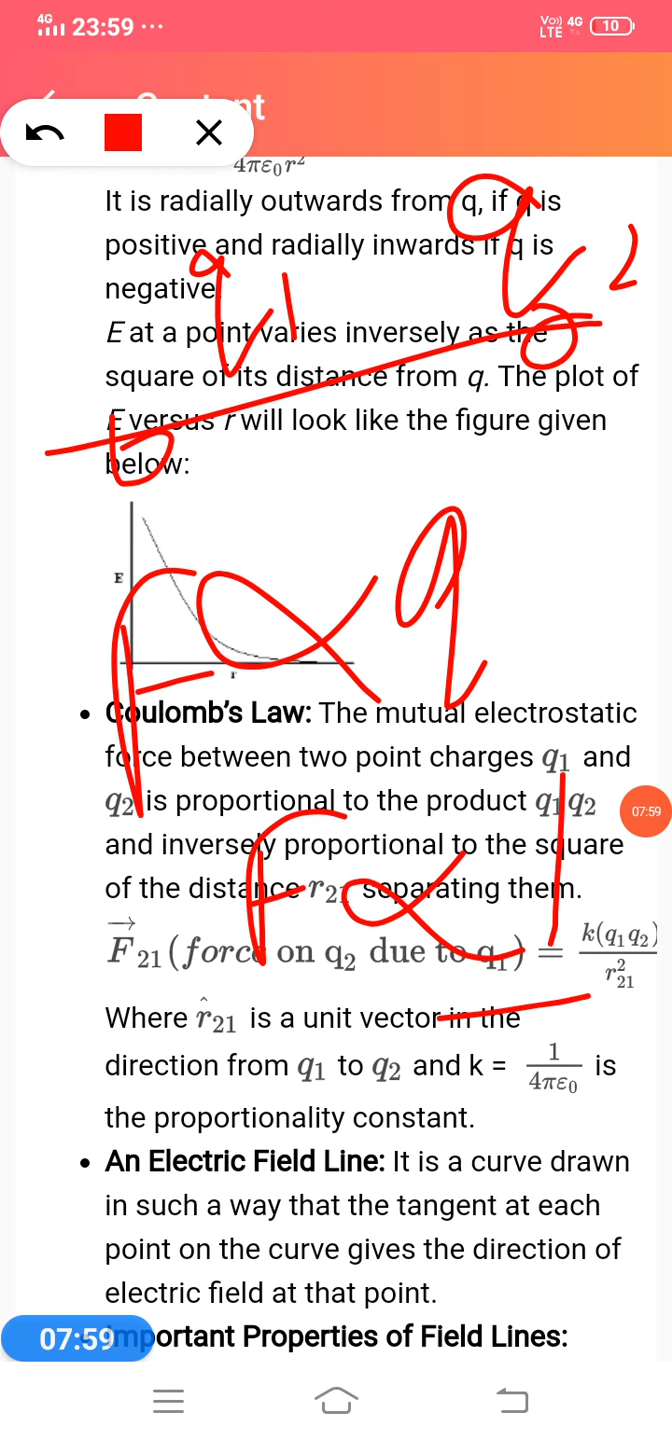 4G 23:59 ... Vo)) LTE 4G 10
4πε₀r²
It is radially outwards from q, if q is
positive and radially inwards if q is
negative.
E at a point varies inversely as the
square of its distance from q. The plot of
E versus r will look like the figure given
below:
q1
q2
E
r
F α q
• Coulomb's Law: The mutual electrostatic
force between two point charges q₁ and
q₂ is proportional to the product q₁q₂
07:59
and inversely proportional to the square
of the distance r₂₁ separating them.
F α 1
F⃗₂₁(force on q₂ due to q₁) = k(q₁q₂) / r₂₁²
Where r̂₂₁ is a unit vector in the
direction from q₁ to q₂ and k = 1/4πε₀ is
the proportionality constant.
• An Electric Field Line: It is a curve drawn
in such a way that the tangent at each
point on the curve gives the direction of
electric field at that point.
07:59 Important Properties of Field Lines: